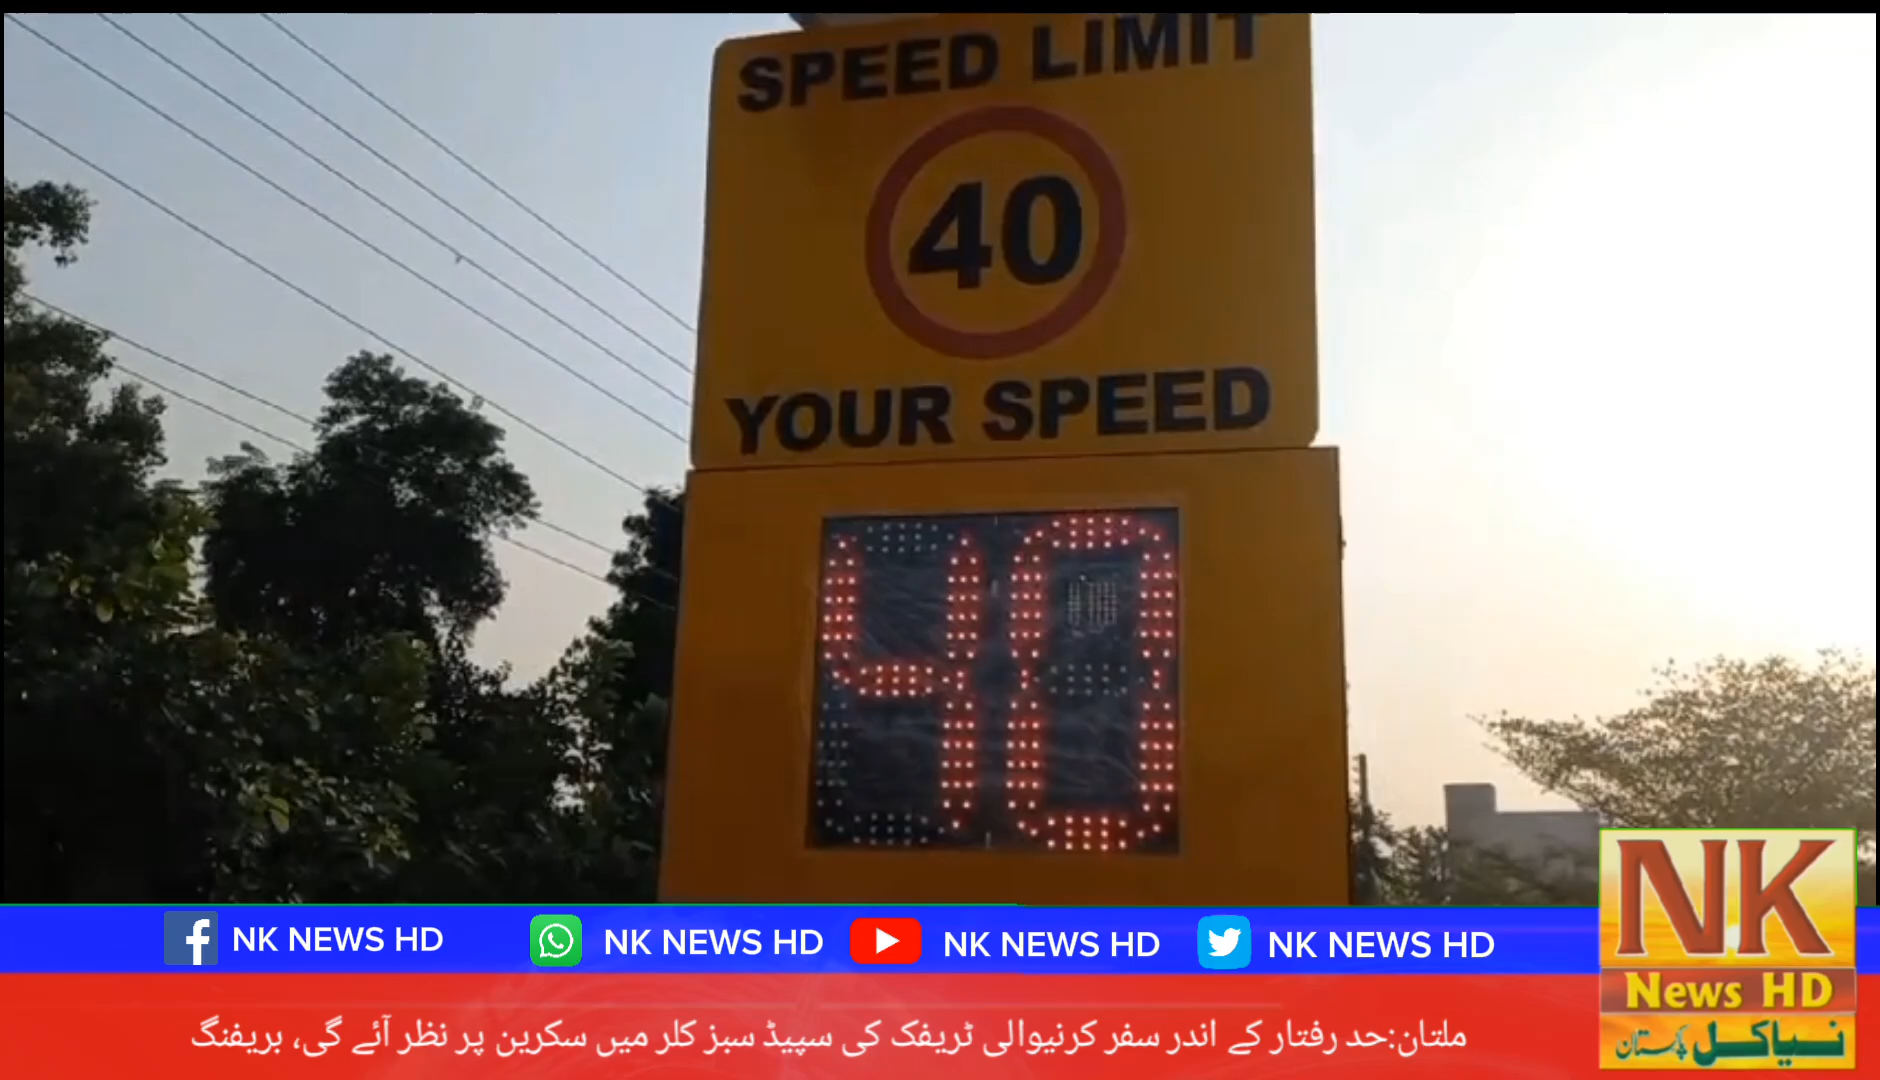 SPEED LIMIT
40
YOUR SPEED
40
NK NEWS HD
NK NEWS HD
NK NEWS HD
NK NEWS HD
ملتان:حد رفتار کے اندر سفر کرنیوالی ٹریفک کی سپیڈ سبز کلر میں سکرین پر نظر آئے گی، بریفنگ
NK
News HD
نیا کل پاکستان